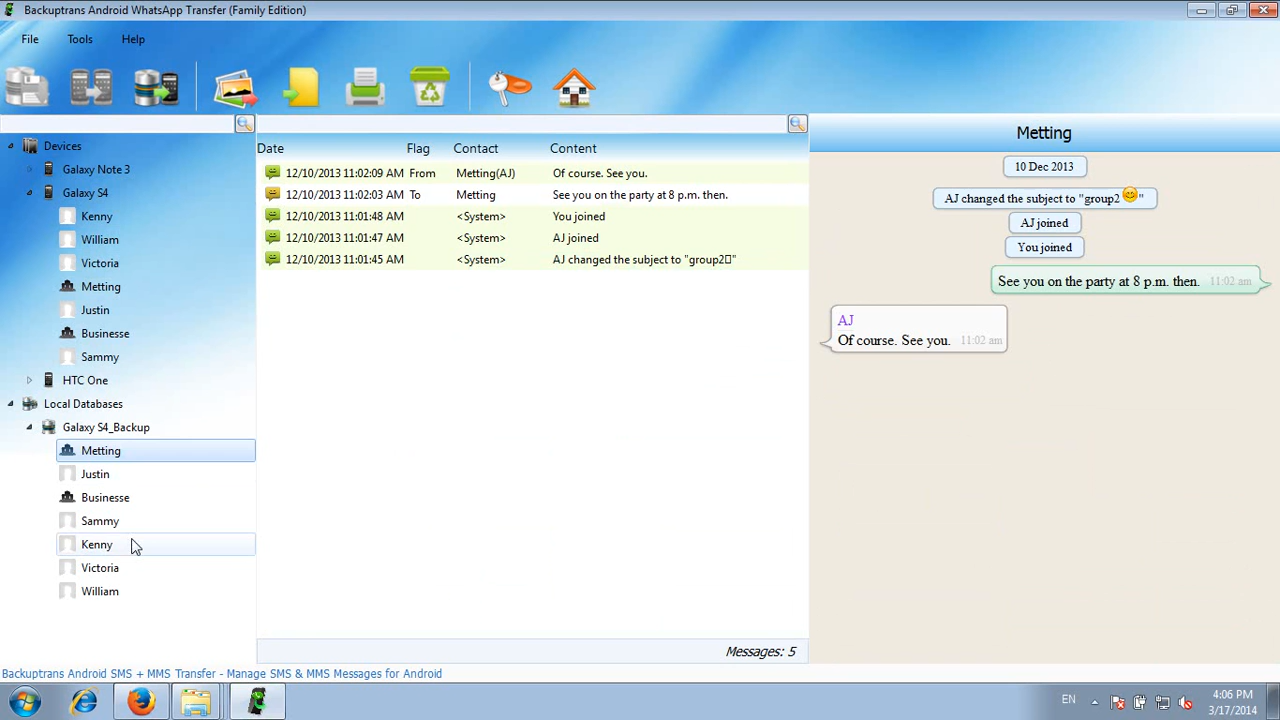 Backuptrans Android WhatsApp Transfer (Family Edition)
File Tools Help
Devices
Galaxy Note 3
Galaxy S4
Kenny
William
Victoria
Metting
Justin
Businesse
Sammy
HTC One
Local Databases
Galaxy S4_Backup
Metting
Justin
Businesse
Sammy
Kenny
Victoria
William
Date Flag Contact Content
12/10/2013 11:02:09 AM From Metting(AJ) Of course. See you.
12/10/2013 11:02:03 AM To Metting See you on the party at 8 p.m. then.
12/10/2013 11:01:48 AM <System> You joined
12/10/2013 11:01:47 AM <System> AJ joined
12/10/2013 11:01:45 AM <System> AJ changed the subject to "group2▯"
Messages: 5
Metting
10 Dec 2013
AJ changed the subject to "group2 😊"
AJ joined
You joined
See you on the party at 8 p.m. then. 11:02 am
AJ
Of course. See you. 11:02 am
Backuptrans Android SMS + MMS Transfer - Manage SMS & MMS Messages for Android
EN
4:06 PM
3/17/2014